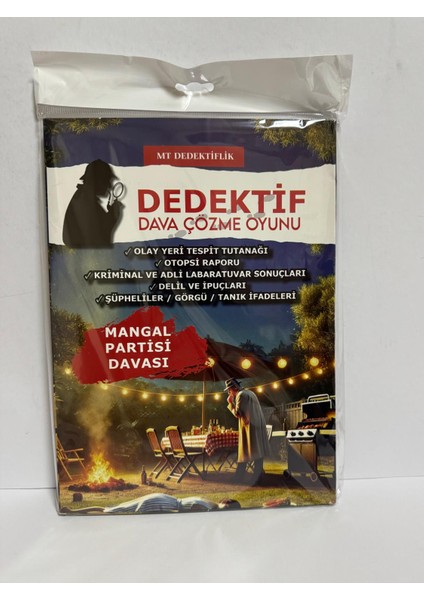 MT DEDEKTİFLİK
DEDEKTİF
DAVA ÇÖZME OYUNU
✓ OLAY YERİ TESPİT TUTANAĞI
✓ OTOPSİ RAPORU
✓ KRİMİNAL VE ADLİ LABARATUVAR SONUÇLARI
✓ DELİL VE İPUÇLARI
✓ ŞÜPHELİLER / GÖRGÜ / TANIK İFADELERİ
MANGAL
PARTİSİ
DAVASI